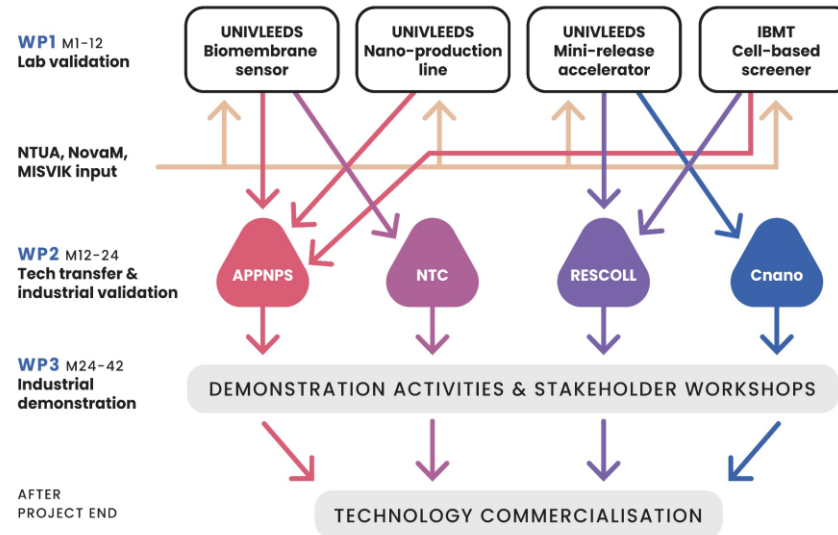 WP1 M1-12
Lab validation
UNIVLEEDS
Biomembrane
sensor
UNIVLEEDS
Nano-production
line
UNIVLEEDS
Mini-release
accelerator
IBMT
Cell-based
screener
NTUA, NovaM,
MISVIK input
WP2 M12-24
Tech transfer &
industrial validation
APPNPS
NTC
RESCOLL
Cnano
WP3 M24-42
Industrial
demonstration
DEMONSTRATION ACTIVITIES & STAKEHOLDER WORKSHOPS
AFTER
PROJECT END
TECHNOLOGY COMMERCIALISATION